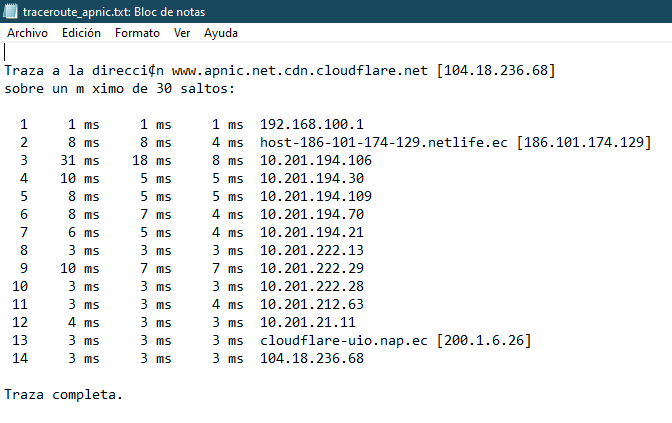 traceroute_apnic.txt: Bloc de notas
Archivo Edición Formato Ver Ayuda
Traza a la direcci¢n www.apnic.net.cdn.cloudflare.net [104.18.236.68]
sobre un m ximo de 30 saltos:
1 1 ms 1 ms 1 ms 192.168.100.1
2 8 ms 8 ms 4 ms host-186-101-174-129.netlife.ec [186.101.174.129]
3 31 ms 18 ms 8 ms 10.201.194.106
4 10 ms 5 ms 5 ms 10.201.194.30
5 8 ms 5 ms 5 ms 10.201.194.109
6 8 ms 7 ms 4 ms 10.201.194.70
7 6 ms 5 ms 4 ms 10.201.194.21
8 3 ms 3 ms 3 ms 10.201.222.13
9 10 ms 7 ms 7 ms 10.201.222.29
10 3 ms 3 ms 3 ms 10.201.222.28
11 3 ms 3 ms 4 ms 10.201.212.63
12 4 ms 3 ms 3 ms 10.201.21.11
13 3 ms 3 ms 3 ms cloudflare-uio.nap.ec [200.1.6.26]
14 3 ms 3 ms 3 ms 104.18.236.68
Traza completa.